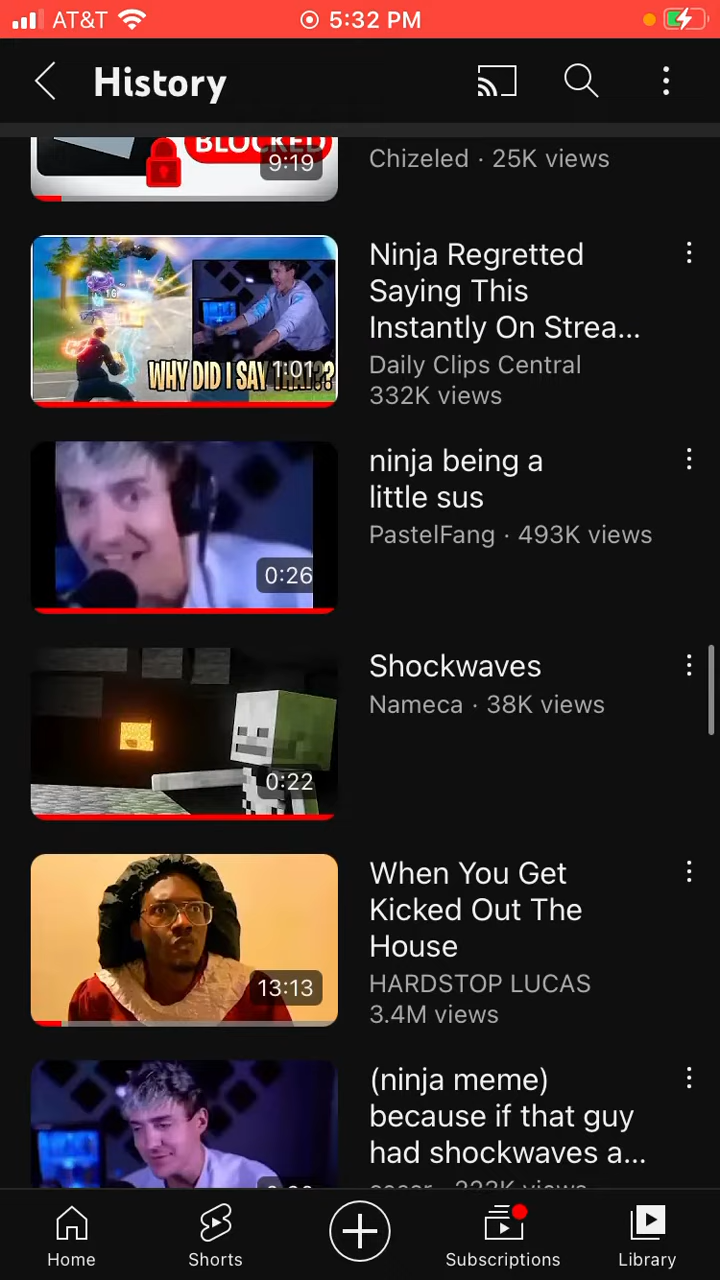 AT&T 5:32 PM
History
BLOCKED
9:19
Chizeled · 25K views
Ninja Regretted
Saying This
Instantly On Strea...
Daily Clips Central
332K views
WHY DID I SAY THAT??
1:01
ninja being a
little sus
PastelFang · 493K views
0:26
Shockwaves
Nameca · 38K views
0:22
When You Get
Kicked Out The
House
HARDSTOP LUCAS
3.4M views
13:13
(ninja meme)
because if that guy
had shockwaves a...
Home
Shorts
Subscriptions
Library